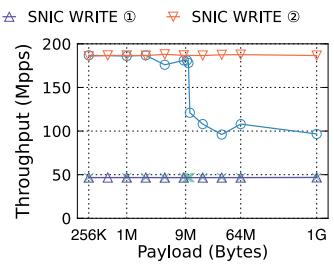 SNIC WRITE ① SNIC WRITE ②
200
150
100
50
0
Throughput (Mpps)
256K 1M 9M 64M 1G
Payload (Bytes)